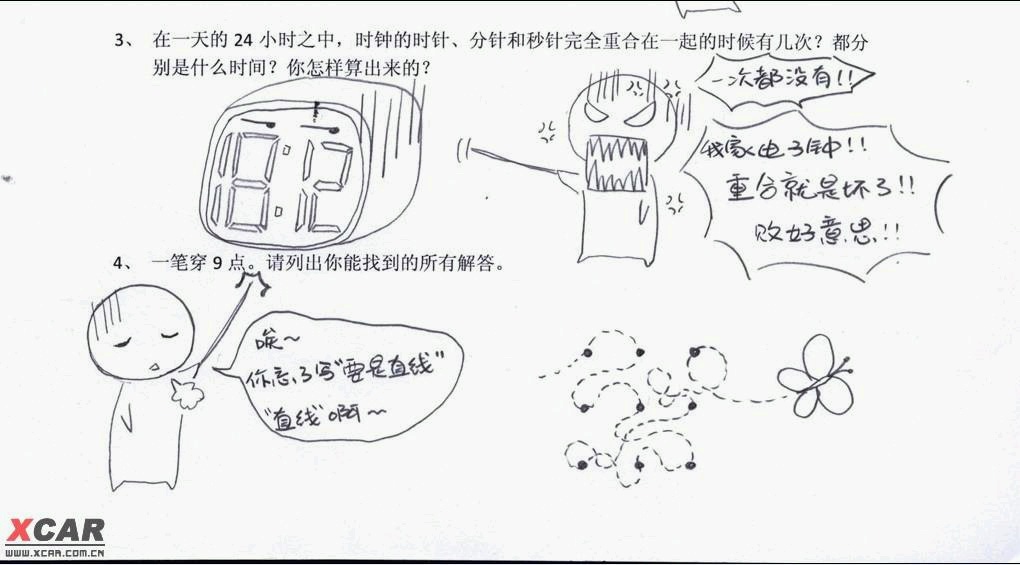 3、 在一天的 24 小时之中，时钟的时针、分针和秒针完全重合在一起的时候有几次？都分
别是什么时间？你怎样算出来的？
一次都没有!!
我家电子钟!!
重合就是坏了!!
败好意思!!
18:12
4、 一笔穿 9 点。请列出你能找到的所有解答。
唉～
你忘了写"要是直线"
"直线"啊～
XCAR
WWW.XCAR.COM.CN